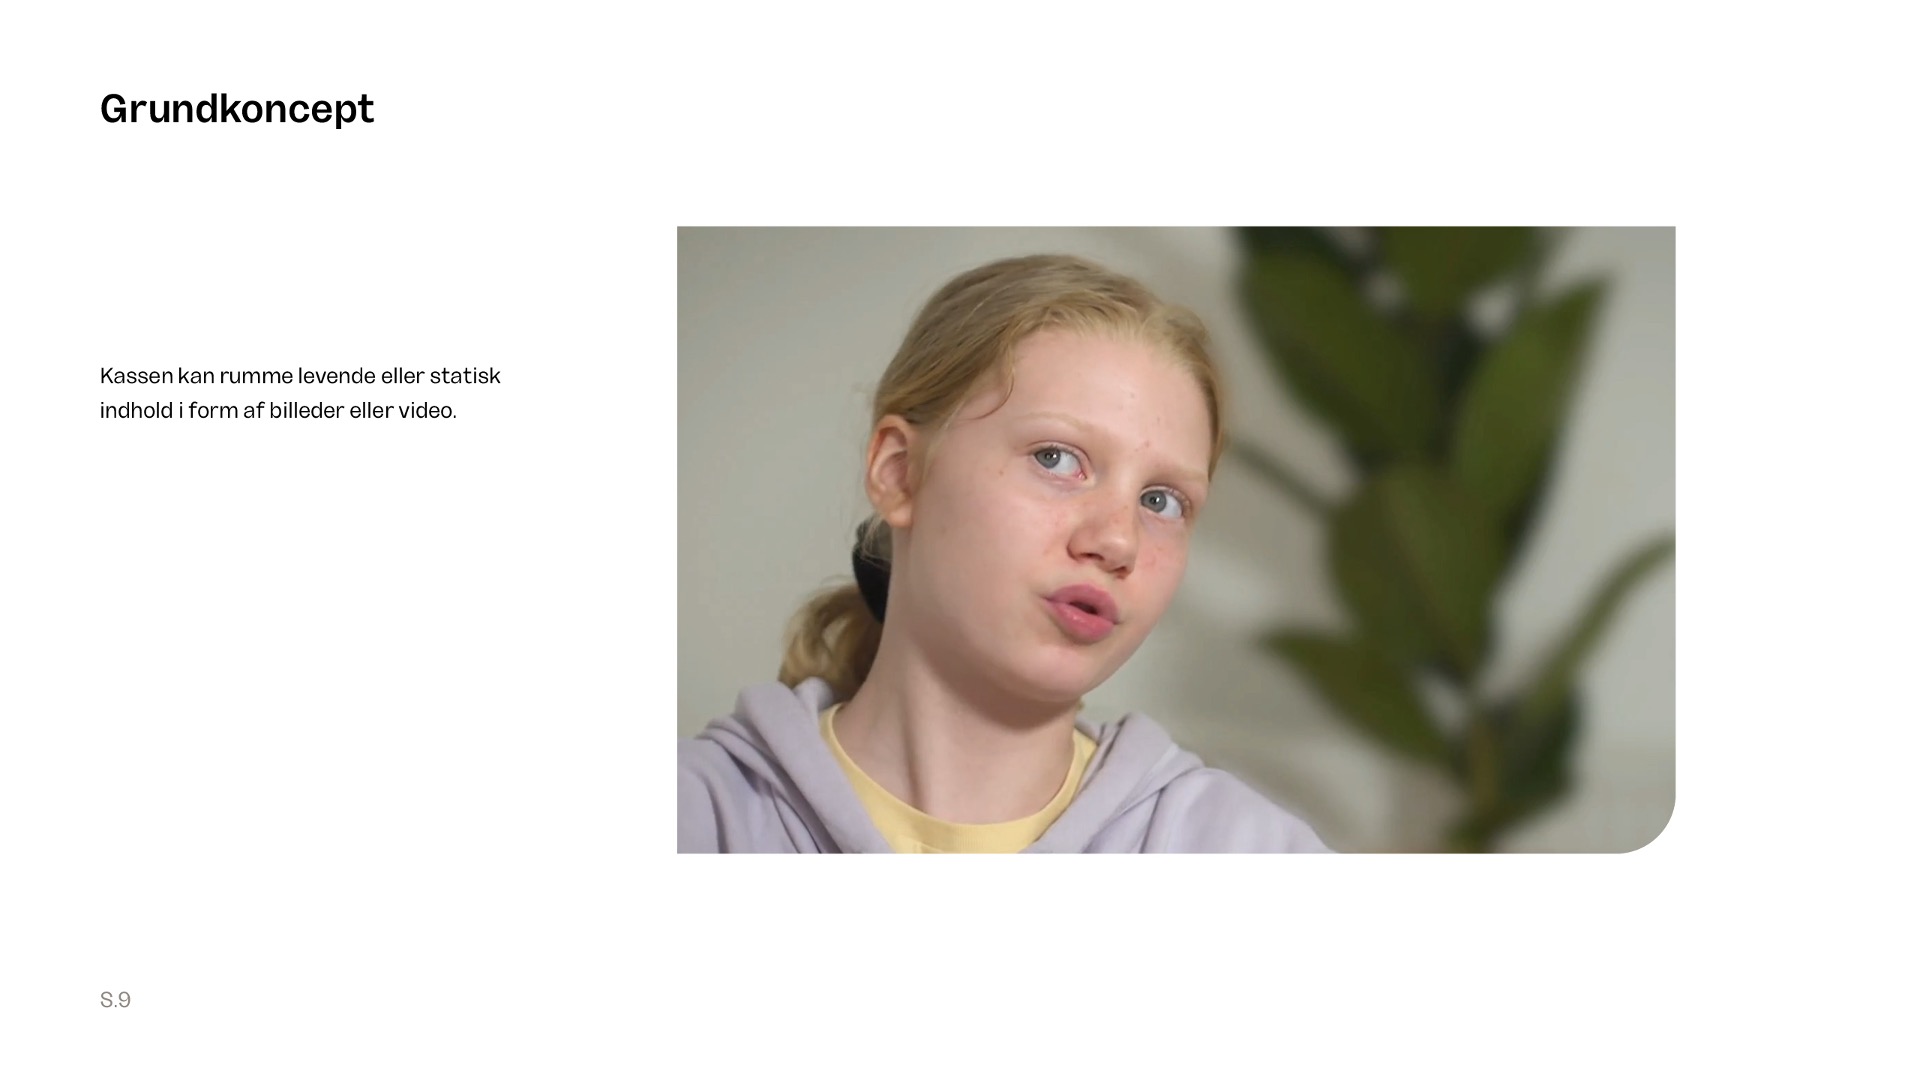 Grundkoncept
Kassen kan rumme levende eller statisk
indhold i form af billeder eller video.
S.9